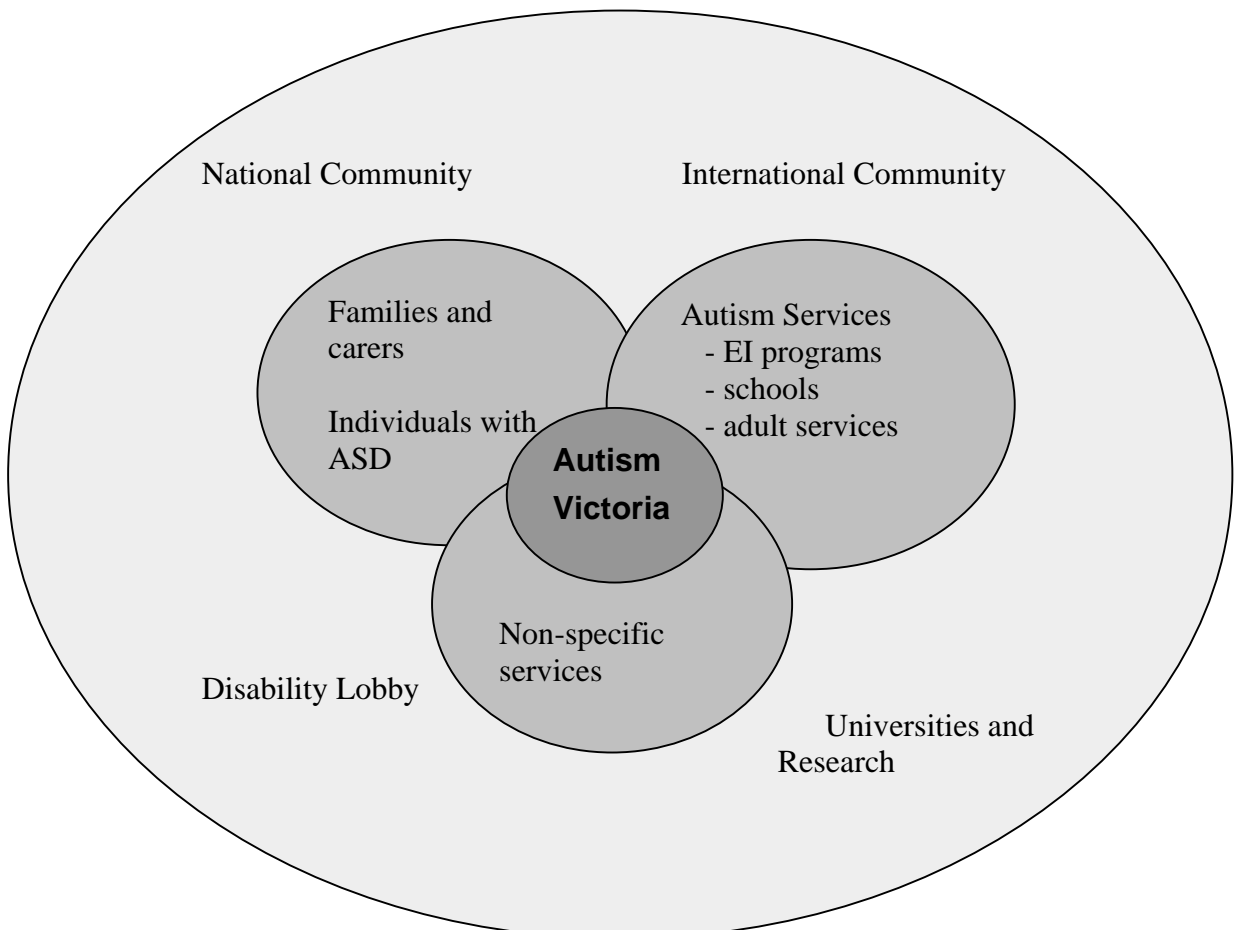 National Community
International Community
Families and
carers
Individuals with
ASD
Autism Services
- EI programs
- schools
- adult services
Autism
Victoria
Non-specific
services
Disability Lobby
Universities and
Research